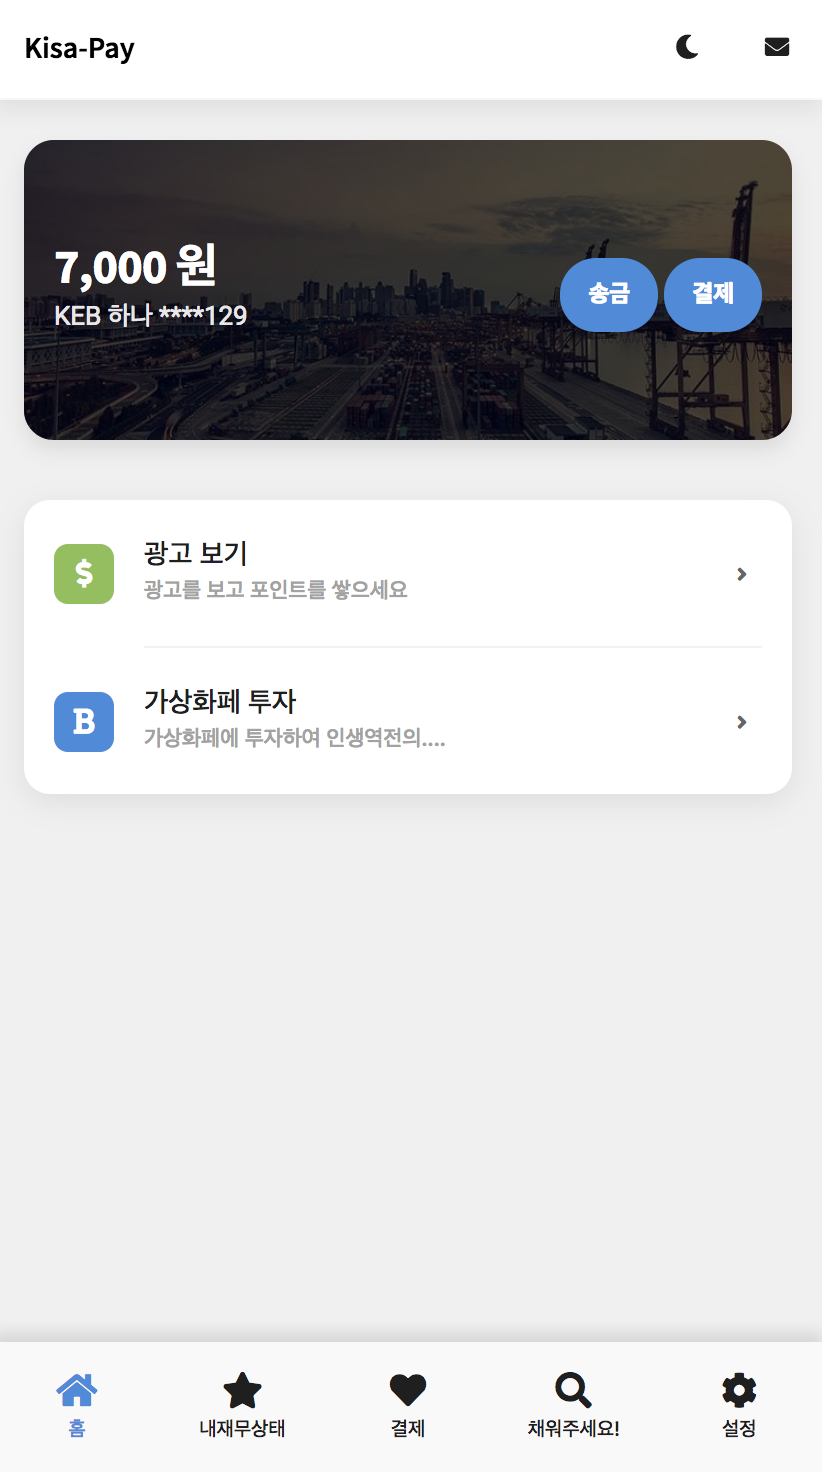 Kisa-Pay
7,000 원
KEB 하나 ****129
송금
결제
$
광고 보기
광고를 보고 포인트를 쌓으세요
B
가상화페 투자
가상화페에 투자하여 인생역전의....
홈
내재무상태
결제
채워주세요!
설정